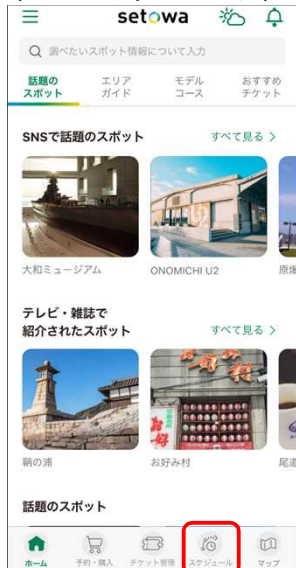 setowa
調べたいスポット情報について入力
話題の
スポット
エリア
ガイド
モデル
コース
おすすめ
チケット
SNSで話題のスポット
すべて見る >
大和ミュージアム
ONOMICHI U2
原爆
テレビ・雑誌で
紹介されたスポット
すべて見る >
鞆の浦
お好み村
尾道
話題のスポット
ホーム
予約・購入
チケット管理
スケジュール
マップ